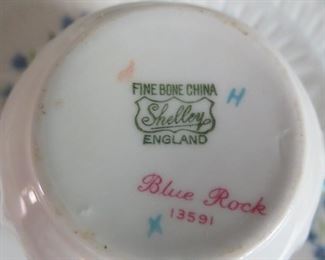 FINE BONE CHINA
Shelley
ENGLAND
H
Blue Rock
13591
X